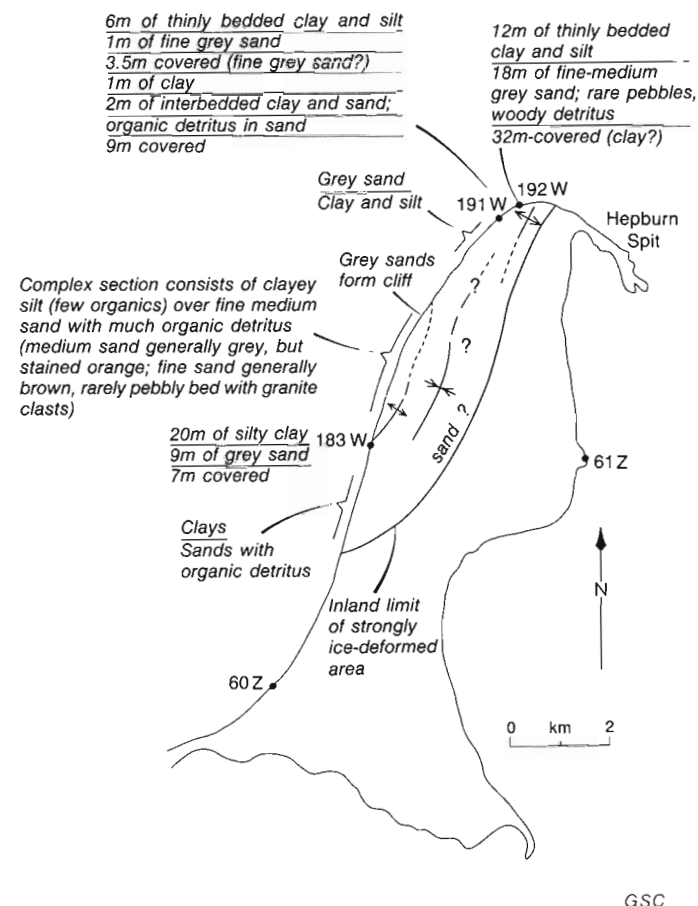 6m of thinly bedded clay and silt
1m of fine grey sand
3.5m covered (fine grey sand?)
1m of clay
2m of interbedded clay and sand;
organic detritus in sand
9m covered
12m of thinly bedded
clay and silt
18m of fine-medium
grey sand; rare pebbles,
woody detritus
32m-covered (clay?)
Grey sand
Clay and silt
191 W
192 W
Hepburn
Spit
Grey sands
form cliff
?
?
Complex section consists of clayey
silt (few organics) over fine medium
sand with much organic detritus
(medium sand generally grey, but
stained orange; fine sand generally
brown, rarely pebbly bed with granite
clasts)
sand ?
20m of silty clay
9m of grey sand
7m covered
183 W
61 Z
Clays
Sands with
organic detritus
Inland limit
of strongly
ice-deformed
area
N
60 Z
0 km 2
GSC